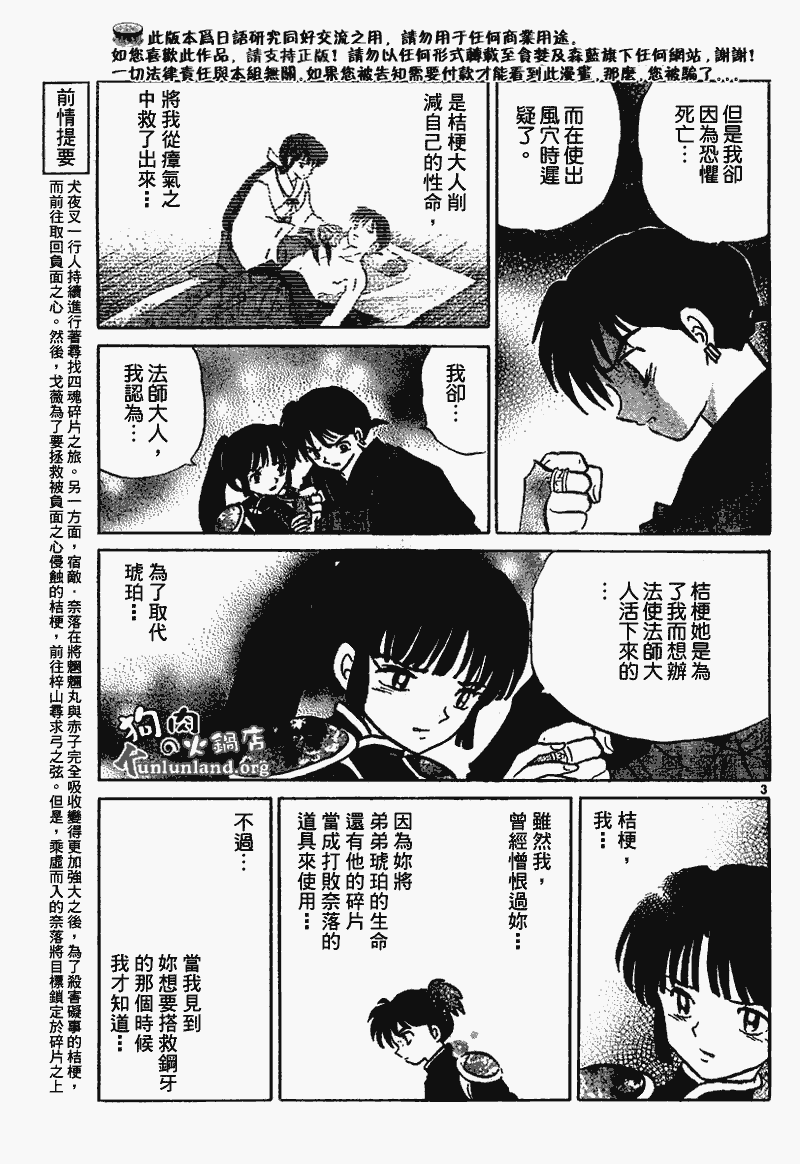 此版本爲日語研究同好交流之用, 請勿用于任何商業用途.
如您喜歡此作品, 請支持正版! 請勿以任何形式轉載至貪婪及森藍旗下任何網站, 謝謝!
一切法律責任與本組無關.如果您被告知需要付款才能看到此漫畫, 那麼, 您被騙了....
但是我卻
因為恐懼
死亡…
而在使出
風穴時遲
疑了。
是桔梗大人削
減自己的性命,
將我從瘴氣之
中救了出來…
我卻…
法師大人,
我認為…
桔梗她是為
了我而想辦
法使法師大
人活下來的
…
為了取代
琥珀…
狗肉の火鍋店
Kunlunland.org
3
桔梗,
我…
雖然我,
曾經憎恨過妳…
因為妳將
弟弟琥珀的生命
還有他的碎片
當成打敗奈落的
道具來使用…
不過…
當我見到
妳想要搭救鋼牙
的那個時候
我才知道…
前情提要
犬夜叉一行人持續進行著尋找四魂碎片之旅。另一方面,宿敵·奈落在將魍魎丸與赤子完全吸收變得更加強大之後,為了殺害礙事的桔梗,
而前往取回負面之心。然後,戈薇為了要拯救被負面之心侵蝕的桔梗,前往梓山尋求弓之弦。但是,乘虛而入的奈落將目標鎖定於碎片之上